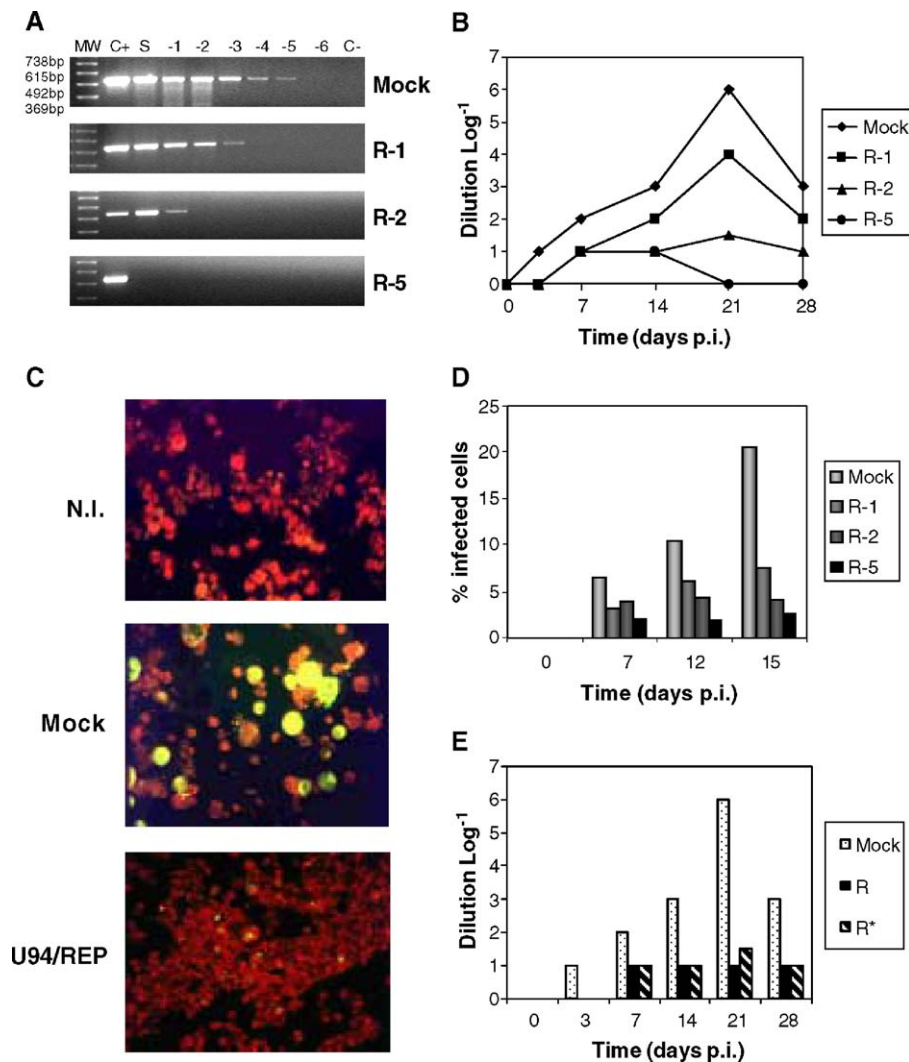 A
MW C+ S -1 -2 -3 -4 -5 -6 C-
738bp
615bp
492bp
369bp
Mock
R-1
R-2
R-5
B
Dilution Log-1
7
6
5
4
3
2
1
0
0 7 14 21 28
Time (days p.i.)
Mock
R-1
R-2
R-5
C
N.I.
Mock
U94/REP
D
% infected cells
25
20
15
10
5
0
0 7 12 15
Time (days p.i.)
Mock
R-1
R-2
R-5
E
Dilution Log-1
7
6
5
4
3
2
1
0
0 3 7 14 21 28
Time (days p.i.)
Mock
R
R*